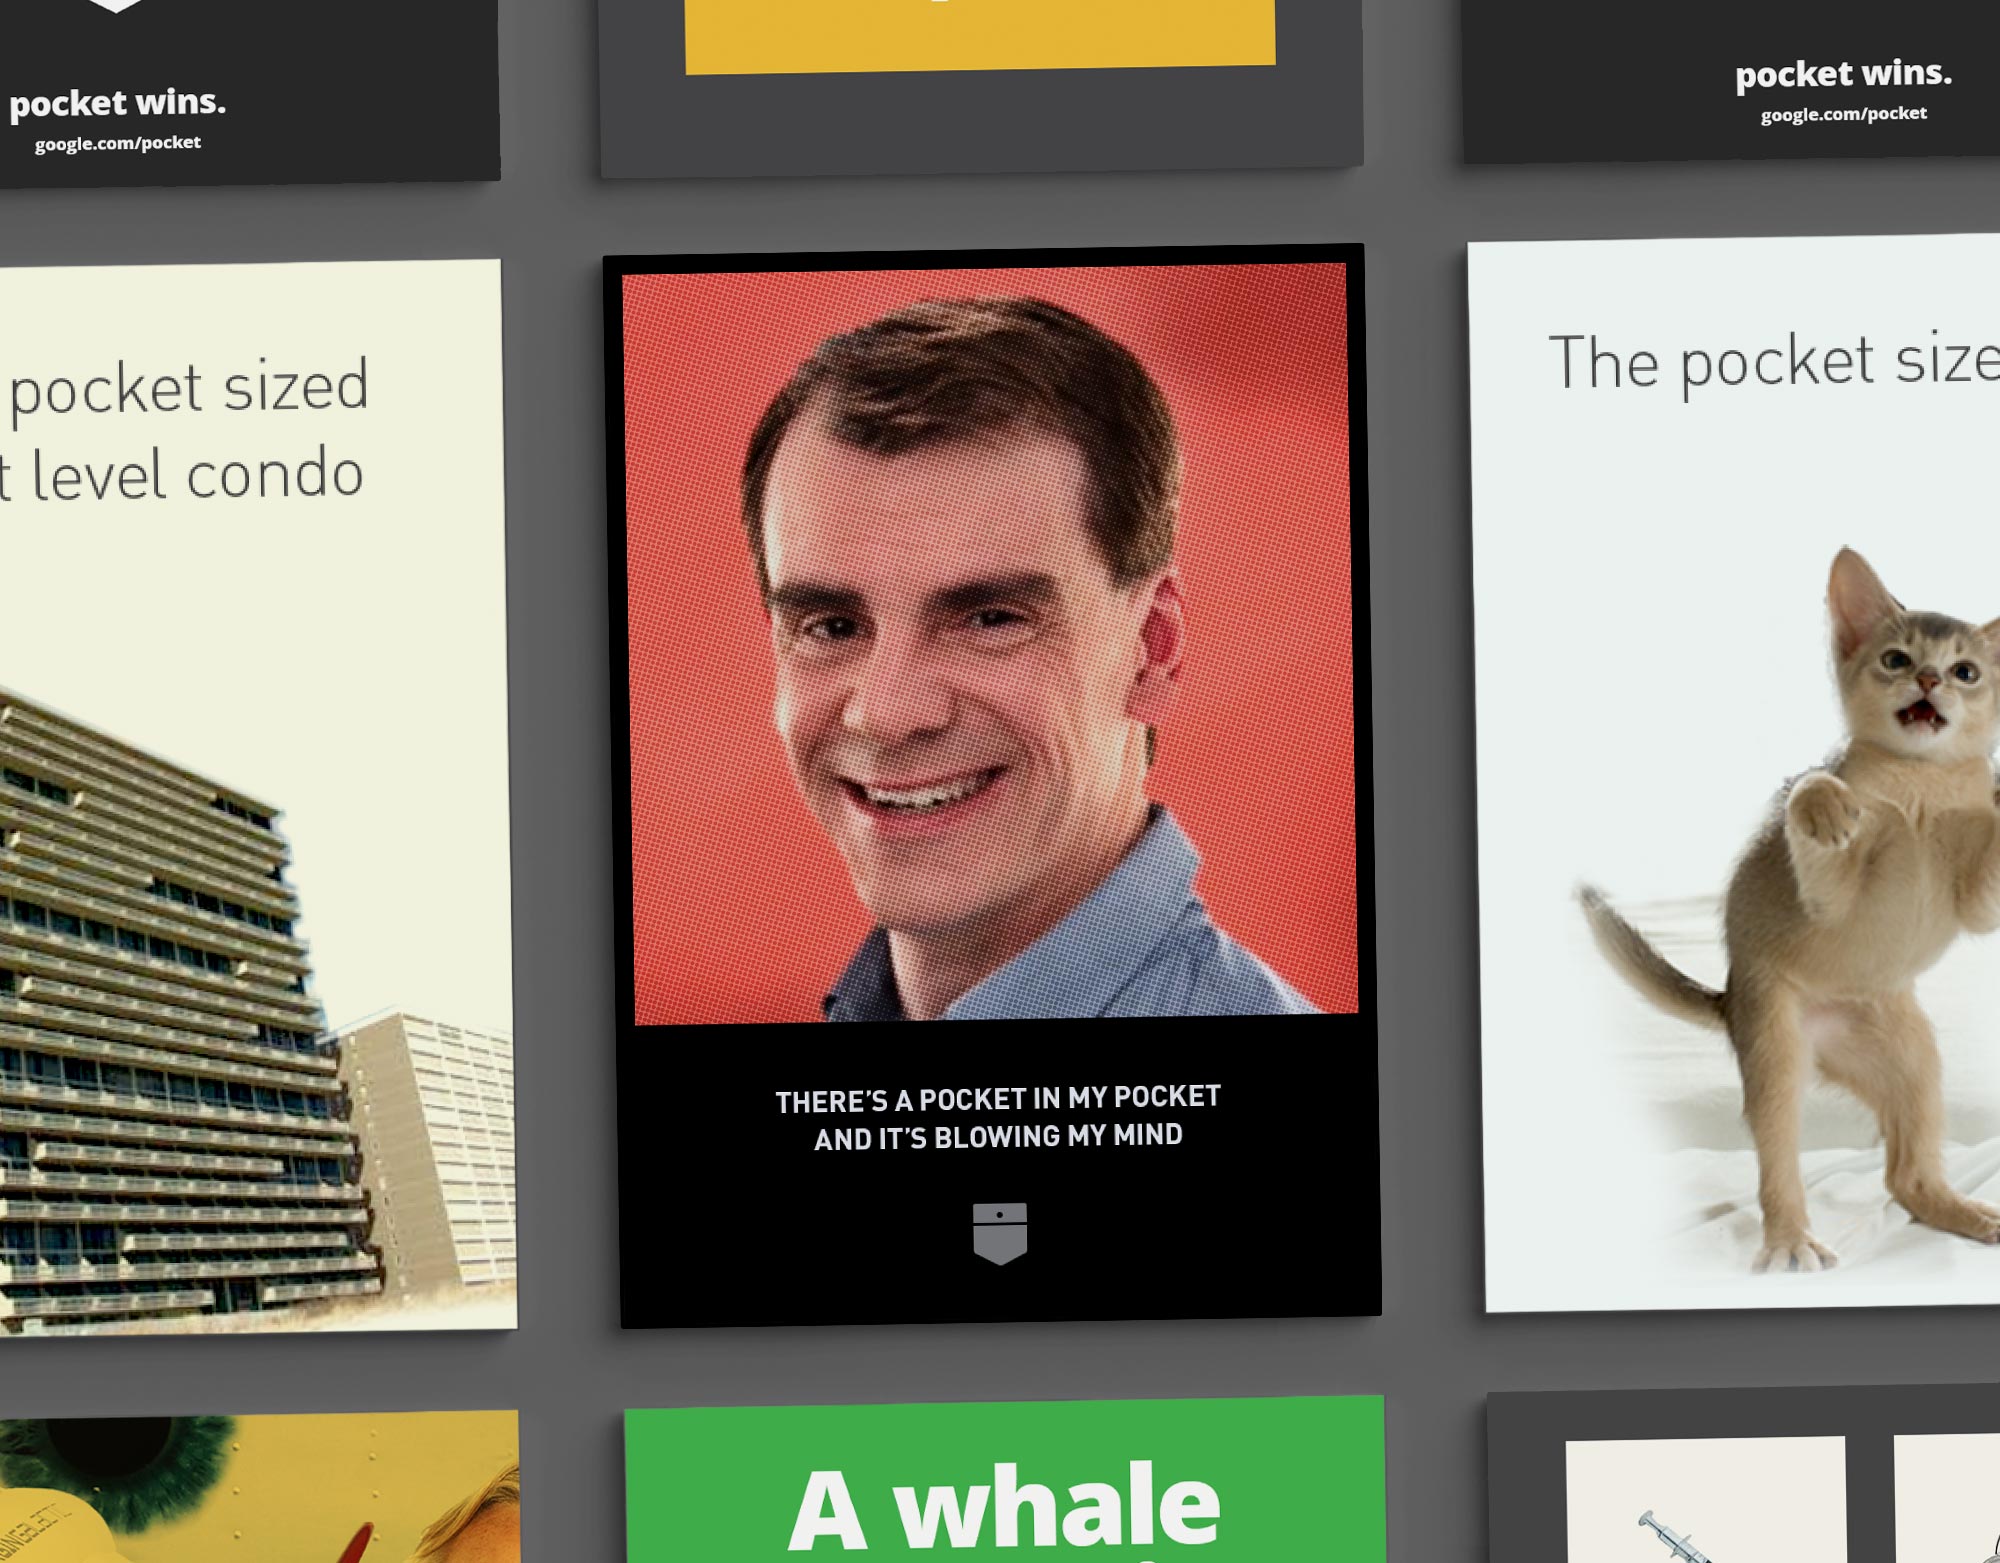 pocket wins.
google.com/pocket
pocket wins.
google.com/pocket
pocket sized
level condo
THERE'S A POCKET IN MY POCKET
AND IT'S BLOWING MY MIND
The pocket size
A whale